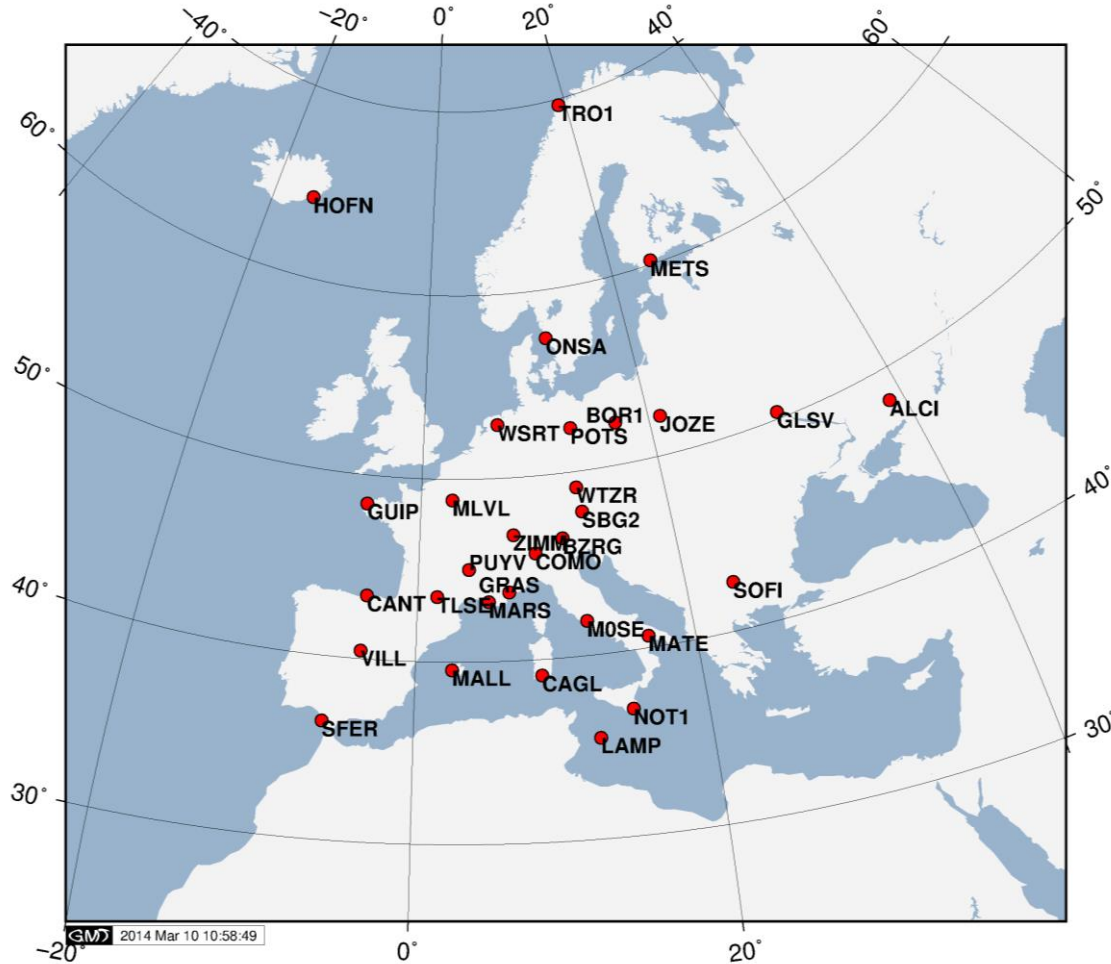 -40°
-20°
0°
20°
40°
60°
60°
50°
50°
40°
40°
30°
30°
TRO1
HOFN
METS
ONSA
ALCI
GLSV
BOR1
JOZE
WSRT
POTS
WTZR
MLVL
GUIP
SBG2
ZIMM
BZRG
COMO
PUYV
SOFI
GRAS
CANT
TLSE
MARS
M0SE
MATE
VILL
MALL
CAGL
NOT1
SFER
LAMP
GMT 2014 Mar 10 10:58:49
-20°
0°
20°